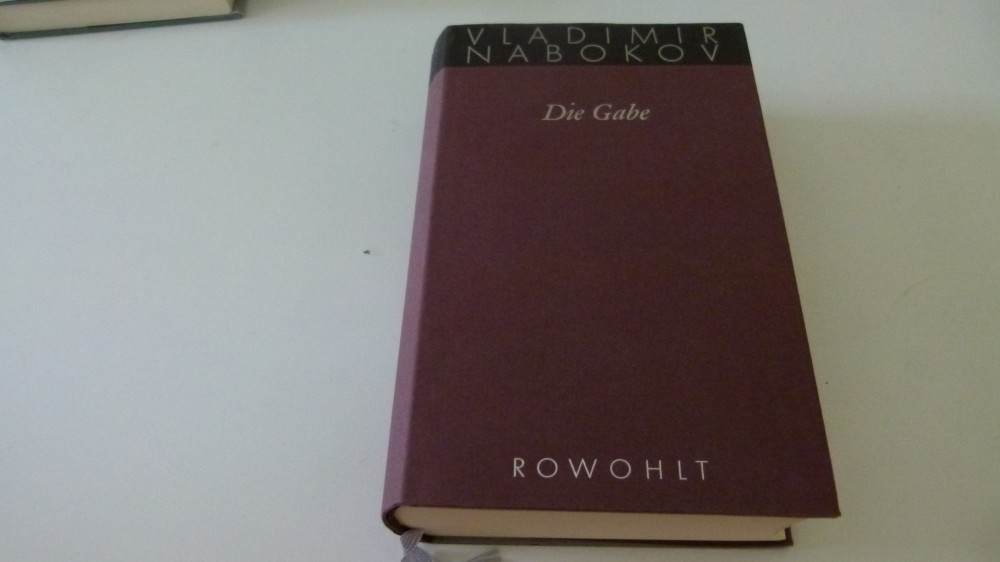 VLADIMIR
NABOKOV
Die Gabe
ROWOHLT